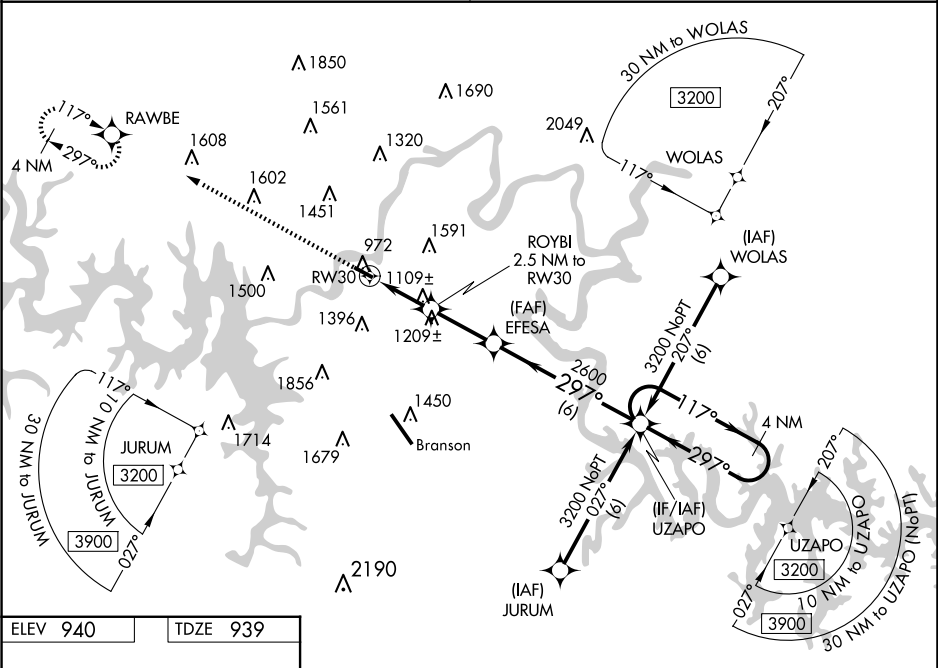 1850
1690
1561
1608
1320
2049
1602
1451
1591
972
1109±
1209±
1500
1396
1856
1450
1714
1679
2190
117°
297°
4 NM
RAWBE
RW30
ROYBI
2.5 NM to
RW30
(FAF)
EFESA
30 NM to WOLAS
3200
207°
WOLAS
117°
(IAF)
WOLAS
3200 NoPT
207°
(6)
2600
297°
(6)
117°
297°
4 NM
(IF/IAF)
UZAPO
3200 NoPT
027°
(6)
(IAF)
JURUM
Branson
117°
30 NM to JURUM
10 NM to JURUM
JURUM
3200
3900
027°
207°
UZAPO
3200
3900
027°
10 NM to UZAPO
30 NM to UZAPO (NoPT)
ELEV 940
TDZE 939